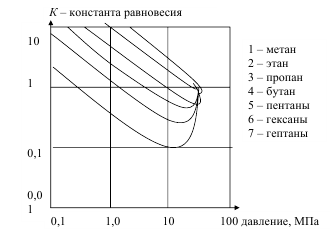 K – константа равновесия
10
1
0,1
0,0
1
0,1 1,0 10 100 давление, МПа
1 – метан
2 – этан
3 – пропан
4 – бутан
5 – пентаны
6 – гексаны
7 – гептаны